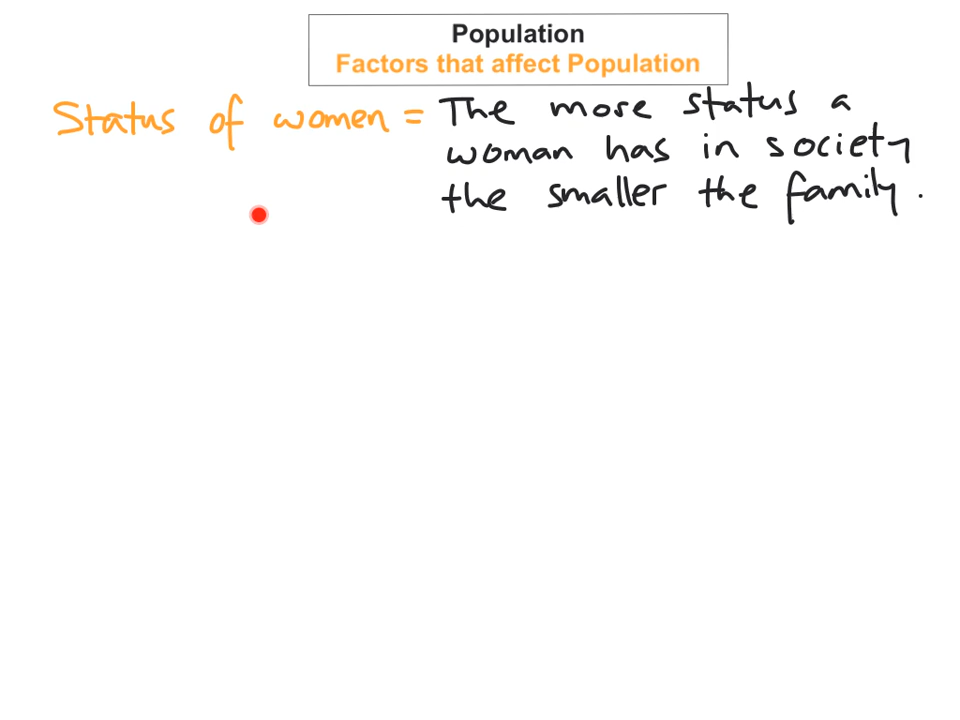 Population
Factors that affect Population
Status of women = The more status a
woman has in society
the smaller the family.